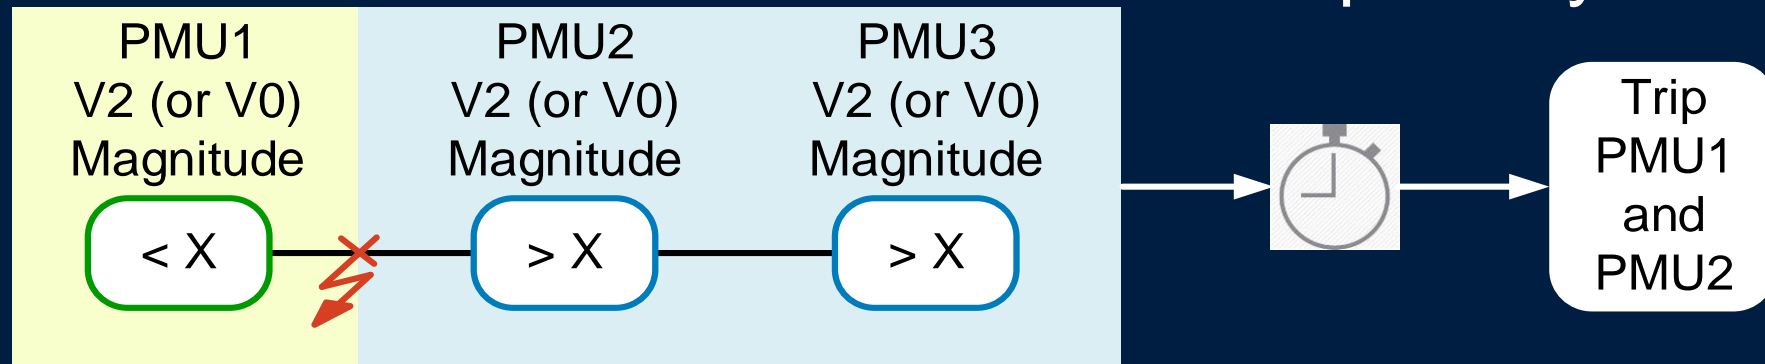 PMU1
V2 (or V0)
Magnitude
< X
PMU2
V2 (or V0)
Magnitude
> X
PMU3
V2 (or V0)
Magnitude
> X
Trip
PMU1
and
PMU2